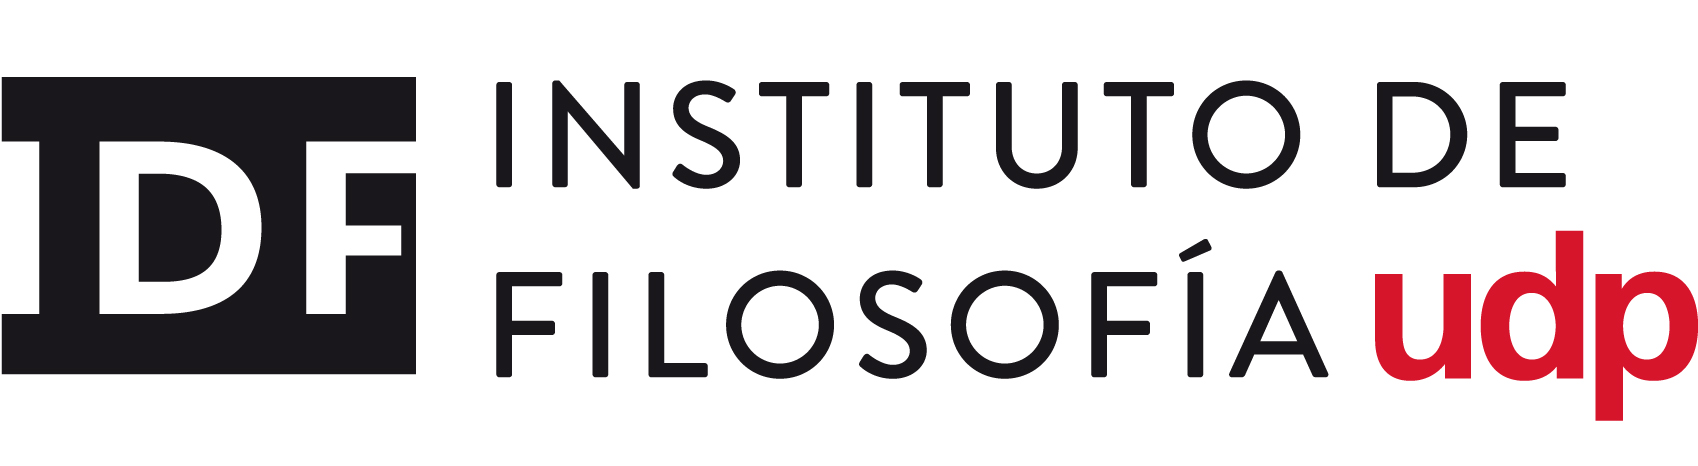 IDF
INSTITUTO DE
FILOSOFÍA udp